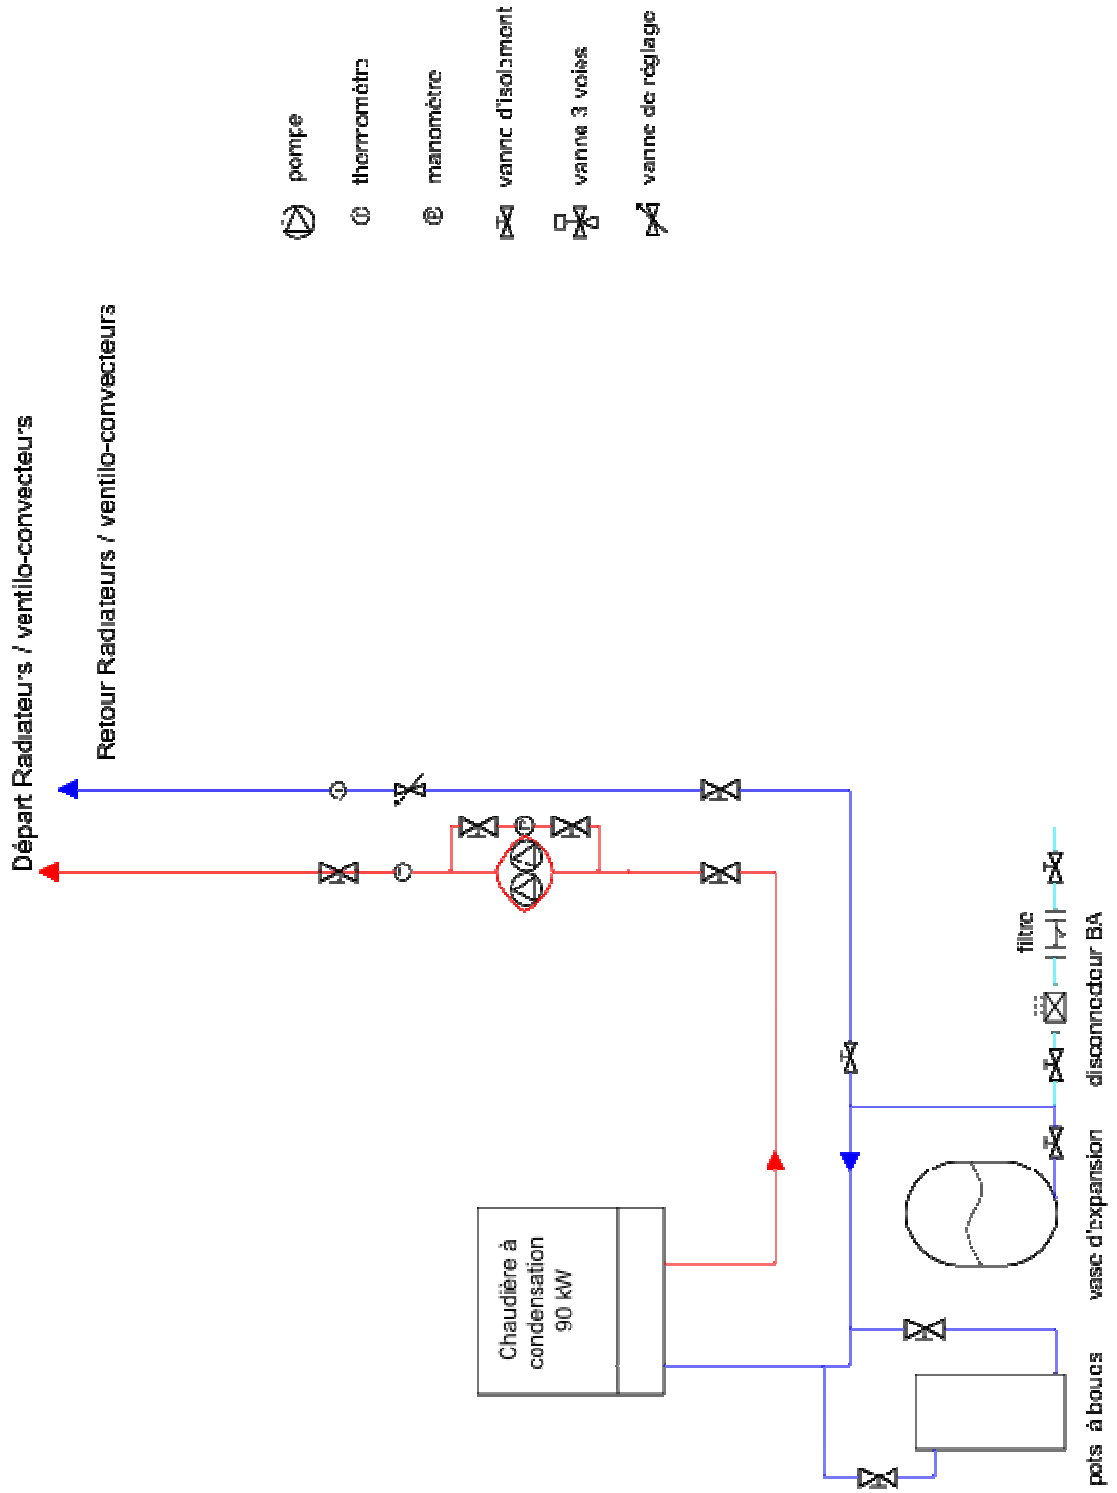 Départ Radiateurs / ventilo-convecteurs
Retour Radiateurs / ventilo-convecteurs
pompe
thermomètre
manomètre
vanne d'isolement
vanne 3 voies
vanne de réglage
Chaudière à
condensation
90 kW
filtre
pots à boues
vase d'expansion
disconnecteur BA